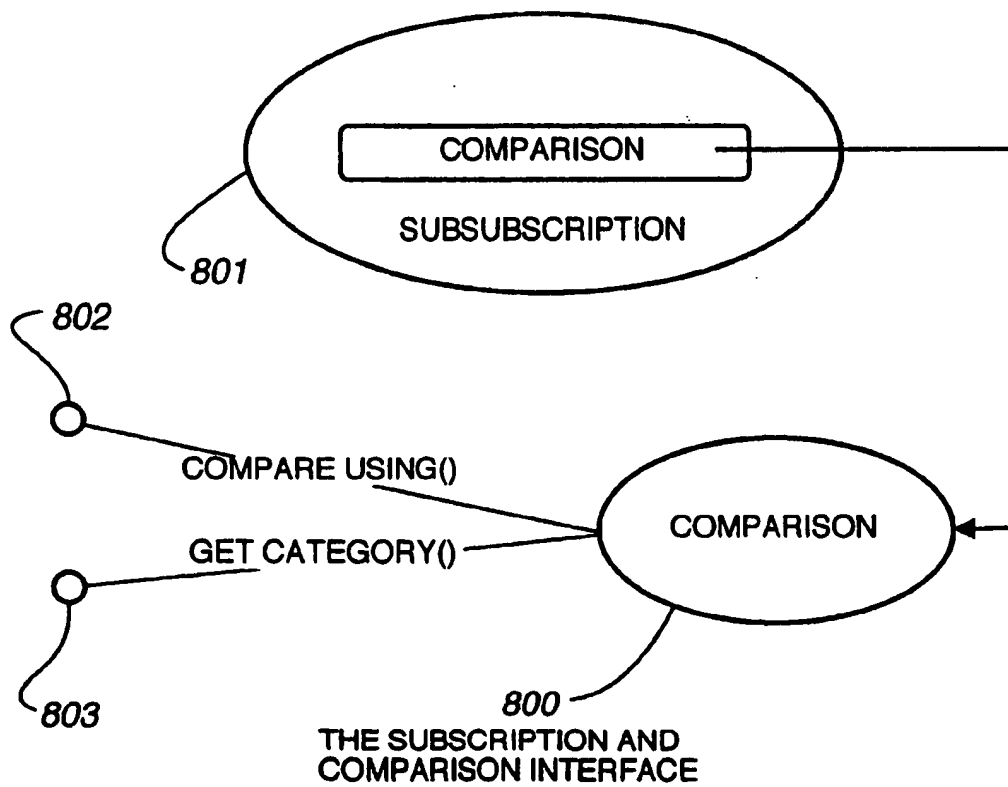 COMPARISON
SUBSUBSCRIPTION
801
802
COMPARE USING()
GET CATEGORY()
COMPARISON
803
800
THE SUBSCRIPTION AND
COMPARISON INTERFACE